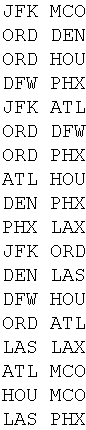 JFK MCO
ORD DEN
ORD HOU
DFW PHX
JFK ATL
ORD DFW
ORD PHX
ATL HOU
DEN PHX
PHX LAX
JFK ORD
DEN LAS
DFW HOU
ORD ATL
LAS LAX
ATL MCO
HOU MCO
LAS PHX